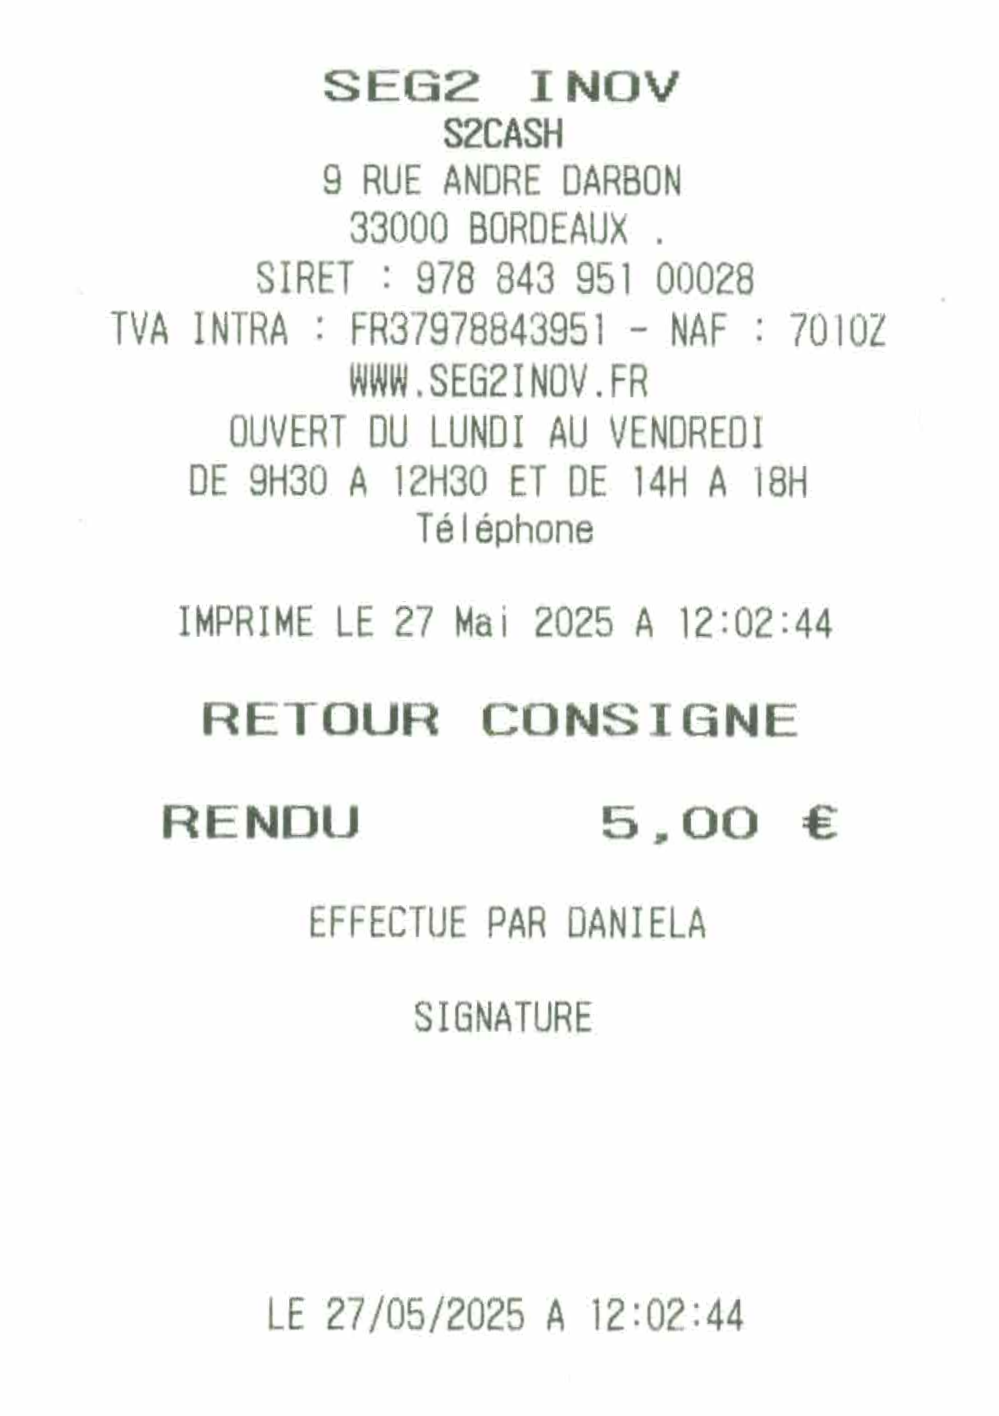 SEG2 INOV
S2CASH
9 RUE ANDRE DARBON
33000 BORDEAUX .
SIRET : 978 843 951 00028
TVA INTRA : FR37978843951 - NAF : 7010Z
WWW.SEG2INOV.FR
OUVERT DU LUNDI AU VENDREDI
DE 9H30 A 12H30 ET DE 14H A 18H
Téléphone
IMPRIME LE 27 Mai 2025 A 12:02:44
RETOUR CONSIGNE
RENDU 5,00 €
EFFECTUE PAR DANIELA
SIGNATURE
LE 27/05/2025 A 12:02:44